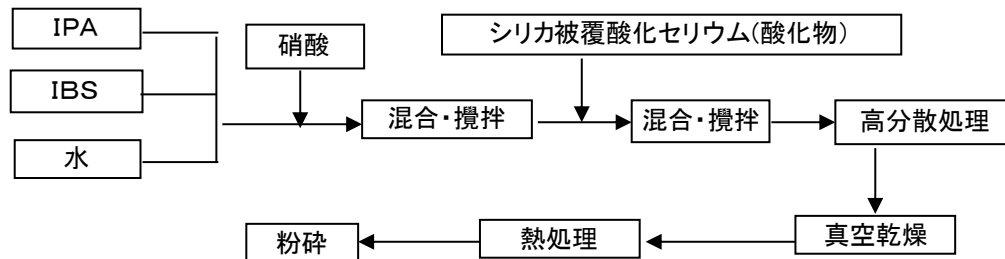 IPA
IBS
水
硝酸
シリカ被覆酸化セリウム(酸化物)
混合・攪拌
混合・攪拌
高分散処理
真空乾燥
熱処理
粉砕